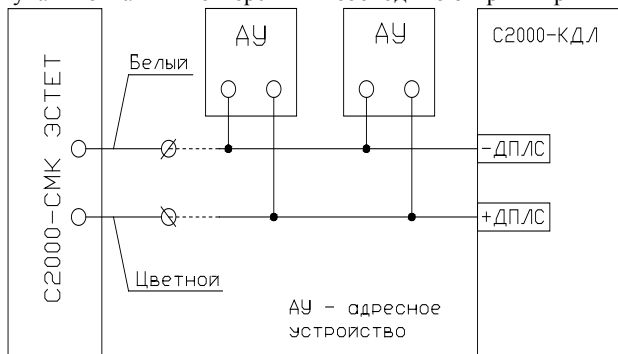 АУ
АУ
С2000-КДЛ
Белый
С2000-СМК ЭСТЕТ
-ДПЛС
+ДПЛС
Цветной
АУ - адресное
устройство